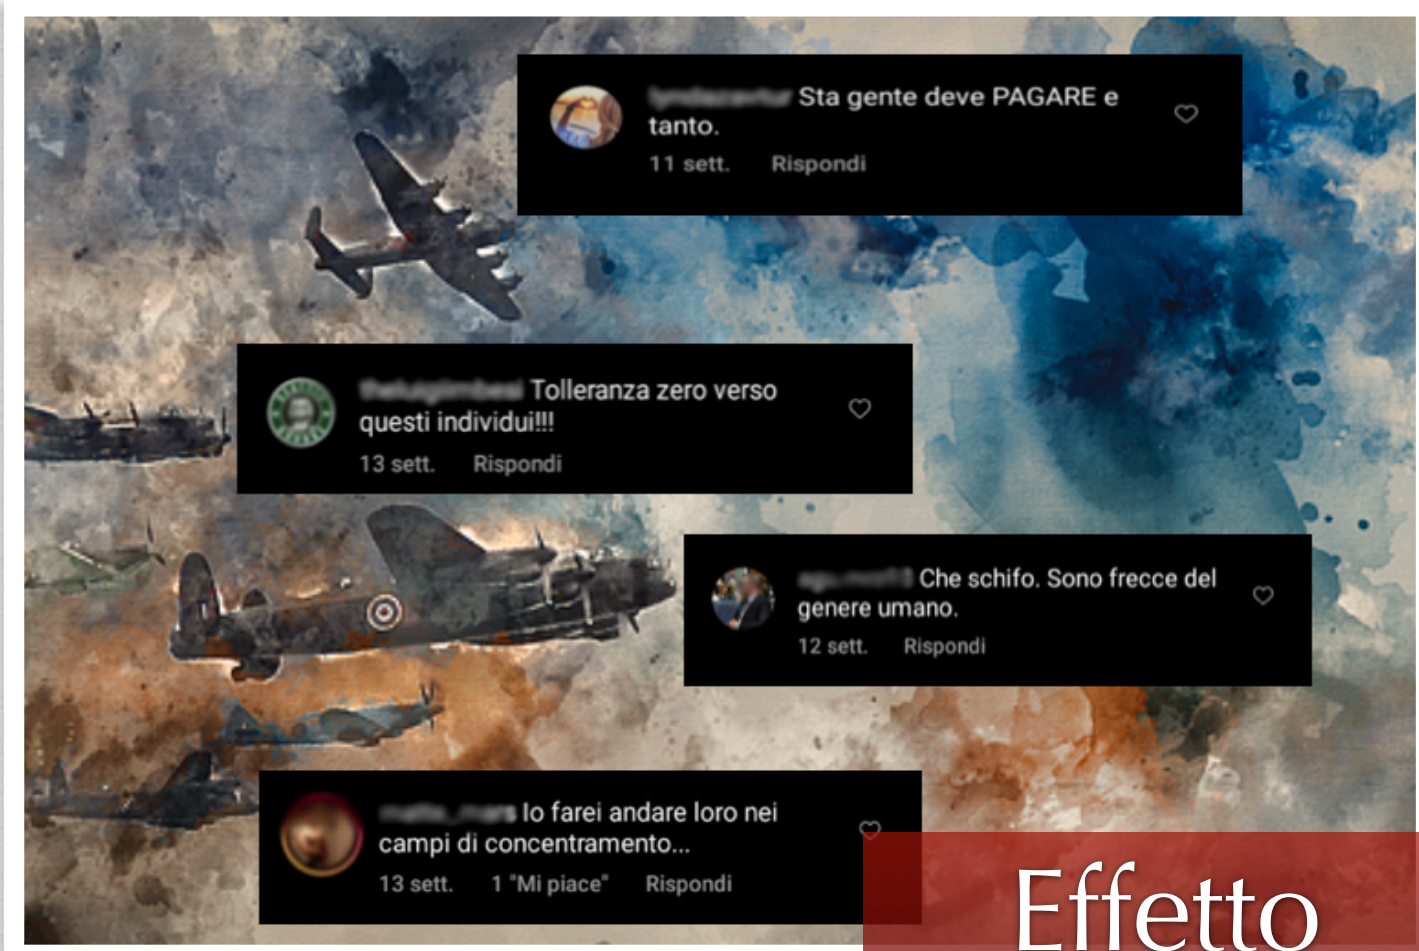 Sta gente deve PAGARE e
tanto.
11 sett. Rispondi
Tolleranza zero verso
questi individui!!!
13 sett. Rispondi
Che schifo. Sono frecce del
genere umano.
12 sett. Rispondi
Io farei andare loro nei
campi di concentramento...
13 sett. 1 "Mi piace" Rispondi
Effetto